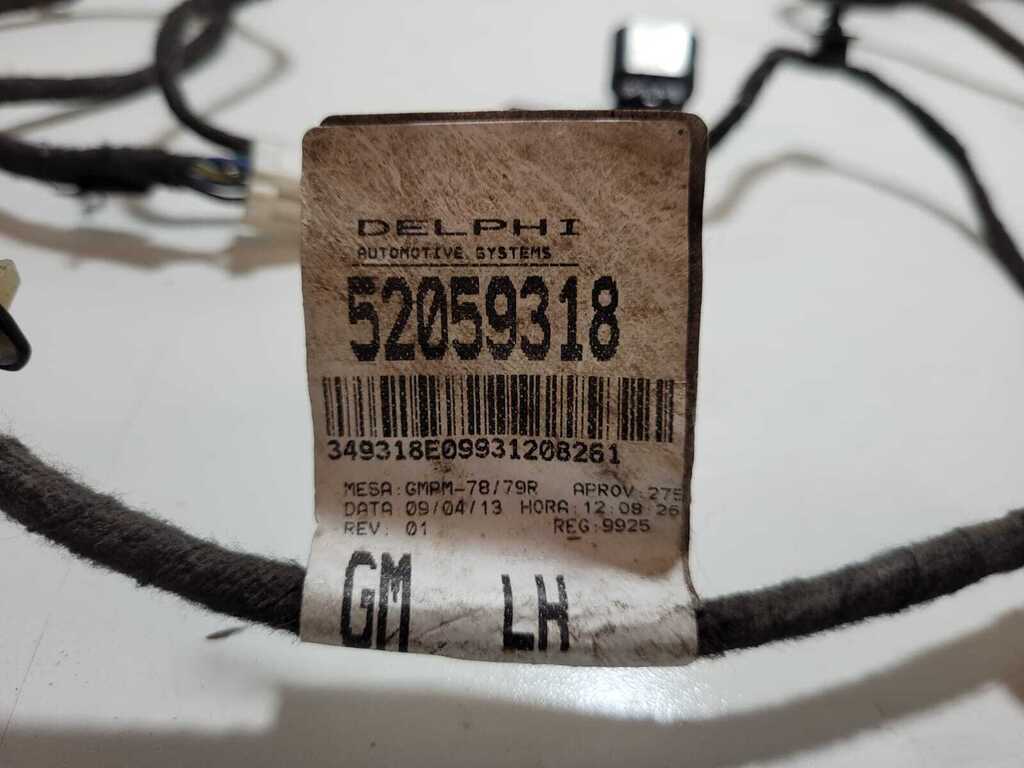 DELPHI
AUTOMOTIVE SYSTEMS
52059318
349318E09931208261
MESA:GMPM-78/79R APROV:275
DATA 09/04/13 HORA:12:08:26
REV: 01 REG:9925
GM LH